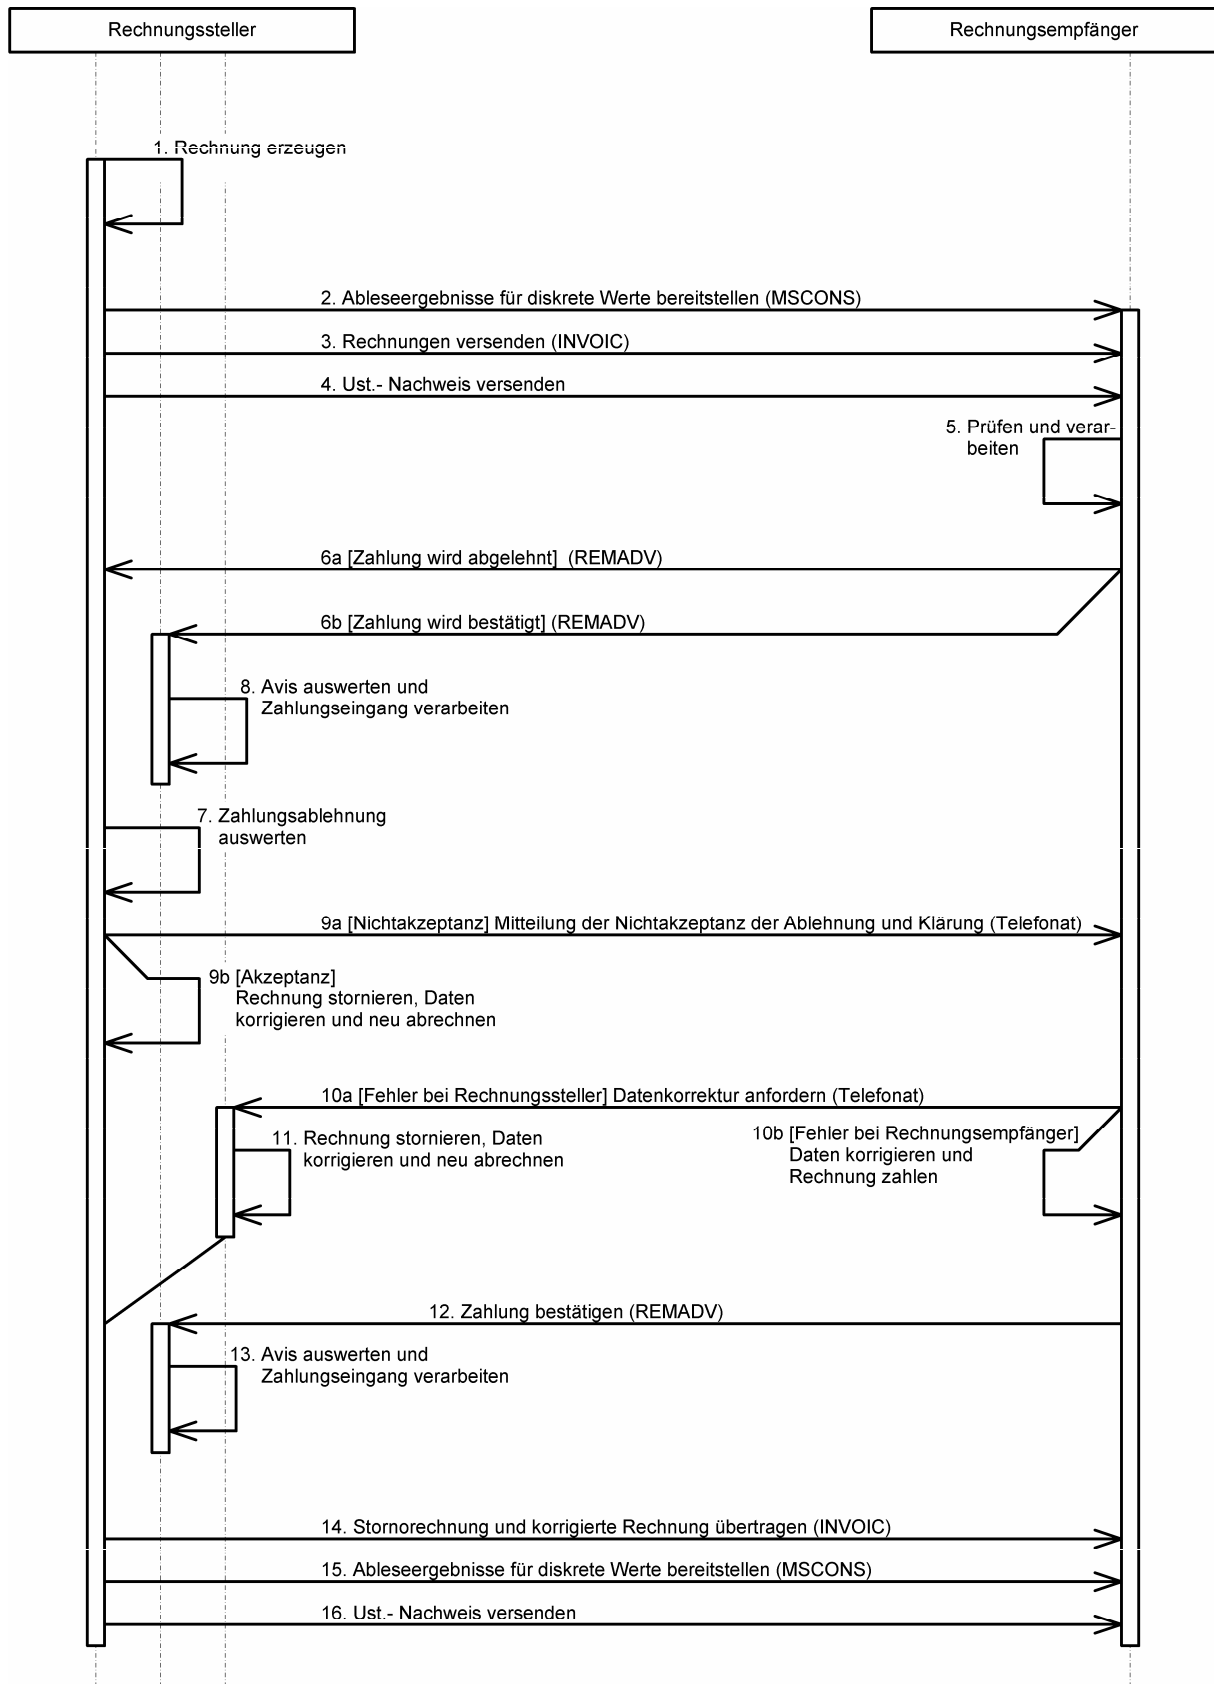 Rechnungssteller
Rechnungsempfänger
1. Rechnung erzeugen
2. Ableseergebnisse für diskrete Werte bereitstellen (MSCONS)
3. Rechnungen versenden (INVOIC)
4. Ust.- Nachweis versenden
5. Prüfen und verar-
beiten
6a [Zahlung wird abgelehnt]  (REMADV)
6b [Zahlung wird bestätigt] (REMADV)
8. Avis auswerten und
Zahlungseingang verarbeiten
7. Zahlungsablehnung
auswerten
9a [Nichtakzeptanz] Mitteilung der Nichtakzeptanz der Ablehnung und Klärung (Telefonat)
9b [Akzeptanz]
Rechnung stornieren, Daten
korrigieren und neu abrechnen
10a [Fehler bei Rechnungssteller] Datenkorrektur anfordern (Telefonat)
11. Rechnung stornieren, Daten
korrigieren und neu abrechnen
10b [Fehler bei Rechnungsempfänger]
Daten korrigieren und
Rechnung zahlen
12. Zahlung bestätigen (REMADV)
13. Avis auswerten und
Zahlungseingang verarbeiten
14. Stornorechnung und korrigierte Rechnung übertragen (INVOIC)
15. Ableseergebnisse für diskrete Werte bereitstellen (MSCONS)
16. Ust.- Nachweis versenden